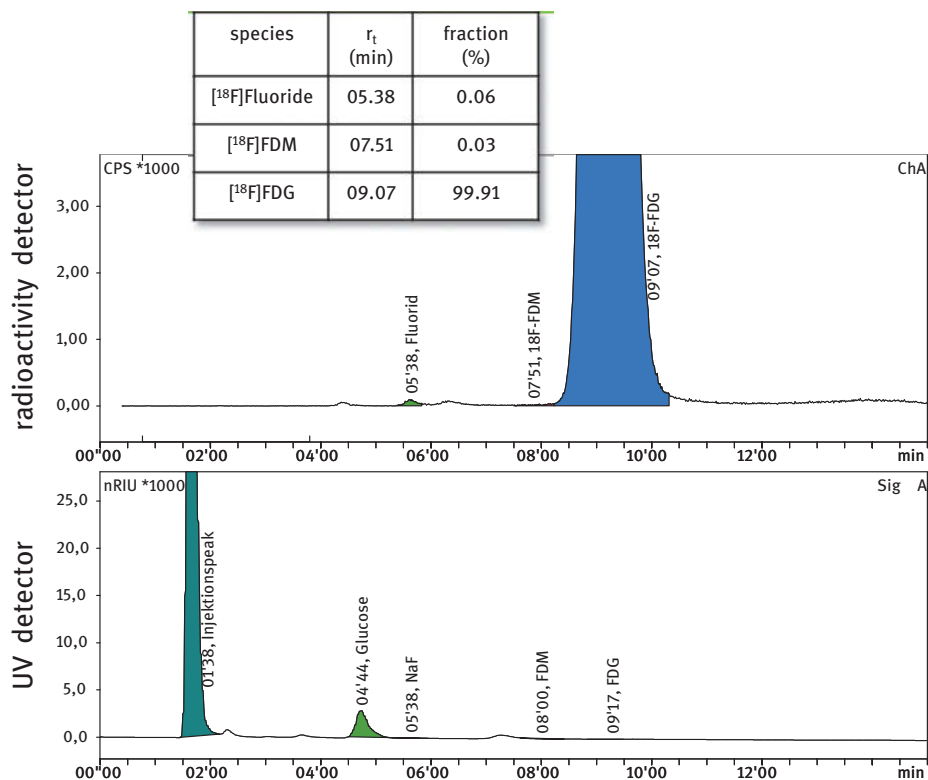 species r_t (min) fraction (%)
[¹⁸F]Fluoride 05.38 0.06
[¹⁸F]FDM 07.51 0.03
[¹⁸F]FDG 09.07 99.91
radioactivity detector
CPS *1000 ChA
3,00
2,00
1,00
0,00
05'38, Fluorid
07'51, 18F-FDM
09'07, 18F-FDG
00'00 02'00 04'00 06'00 08'00 10'00 12'00 min
UV detector
nRIU *1000 Sig A
25,0
20,0
15,0
10,0
5,0
0,0
01'38, Injektionspeak
04'44, Glucose
05'38, NaF
08'00, FDM
09'17, FDG
00'00 02'00 04'00 06'00 08'00 10'00 12'00 min